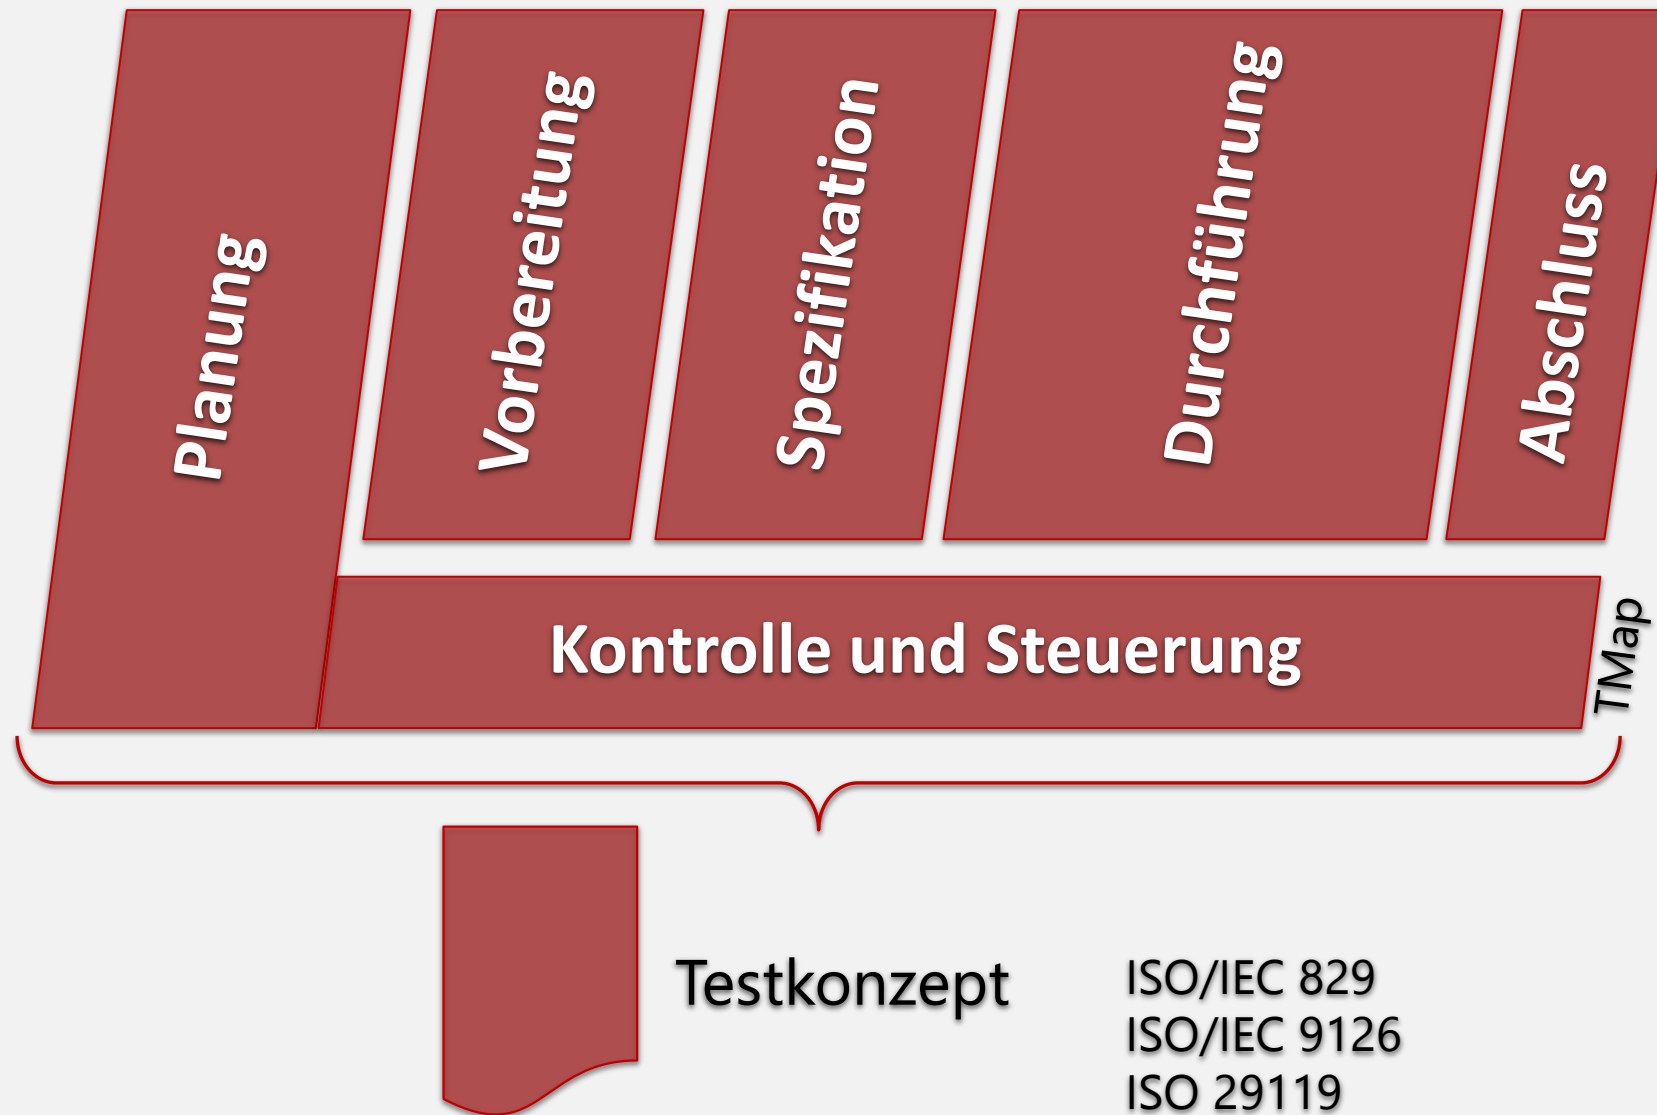 Planung
Vorbereitung
Spezifikation
Durchführung
Abschluss
Kontrolle und Steuerung
TMap
Testkonzept
ISO/IEC 829
ISO/IEC 9126
ISO 29119